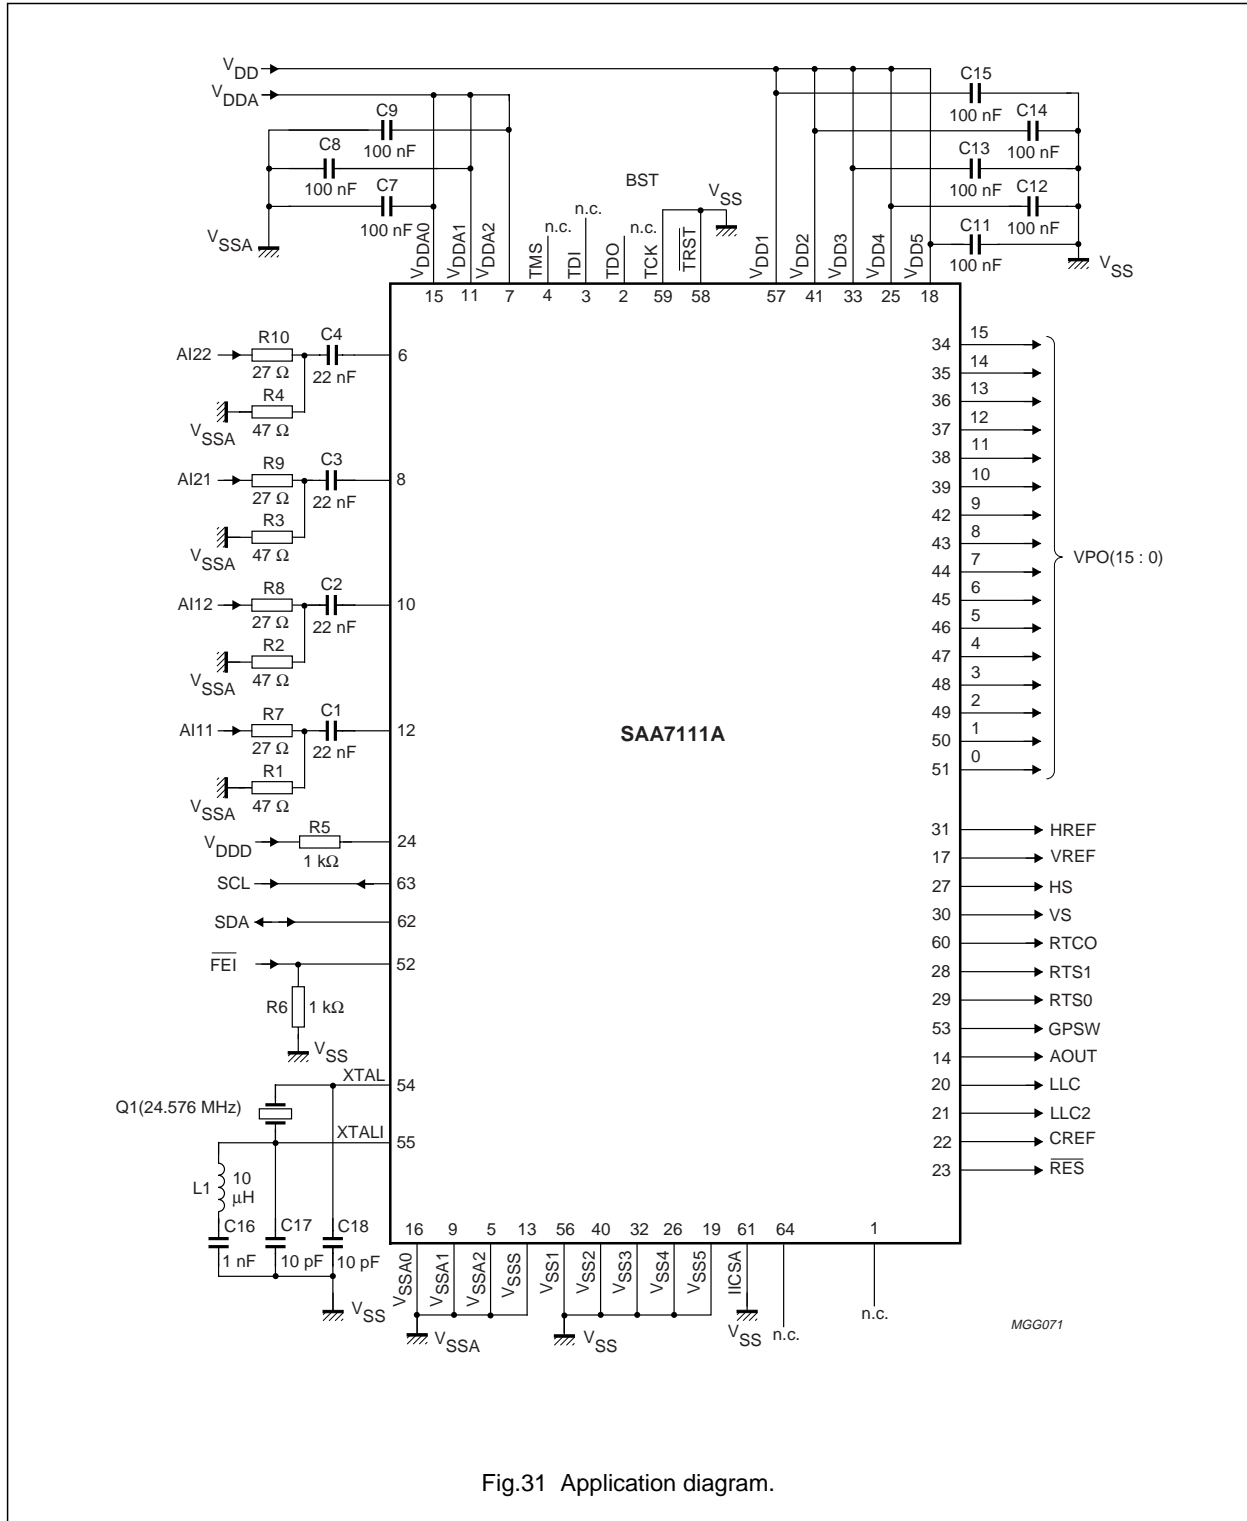 VDD
VDDA
C9
100 nF
C8
100 nF
C7
100 nF
VSSA
C15
100 nF
C14
100 nF
C13
100 nF
C12
100 nF
C11
100 nF
VSS
BST
n.c.
n.c.
n.c.
VSS
VDDA0
VDDA1
VDDA2
TMS
TDI
TDO
TCK
TRST
VDD1
VDD2
VDD3
VDD4
VDD5
15 11 7 4 3 2 59 58 57 41 33 25 18
AI22
R10
27 Ω
C4
22 nF
6
R4
47 Ω
VSSA
AI21
R9
27 Ω
C3
22 nF
8
R3
47 Ω
VSSA
AI12
R8
27 Ω
C2
22 nF
10
R2
47 Ω
VSSA
AI11
R7
27 Ω
C1
22 nF
12
R1
47 Ω
VSSA
VDDD
R5
1 kΩ
24
SCL 63
SDA 62
FEI 52
R6 1 kΩ
VSS
XTAL 54
Q1(24.576 MHz)
XTALI 55
L1 10 μH
C16
1 nF
C17
10 pF
C18
10 pF
VSS
SAA7111A
34 15
35 14
36 13
37 12
38 11
39 10
42 9
43 8
44 7
45 6
46 5
47 4
48 3
49 2
50 1
51 0
VPO(15 : 0)
31 HREF
17 VREF
27 HS
30 VS
60 RTCO
28 RTS1
29 RTS0
53 GPSW
14 AOUT
20 LLC
21 LLC2
22 CREF
23 RES
16 9 5 13 56 40 32 26 19 61 64 1
VSSA0
VSSA1
VSSA2
VSSS
VSS1
VSS2
VSS3
VSS4
VSS5
IICSA
VSSA
VSS
VSS
n.c.
n.c.
MGG071
Fig.31 Application diagram.